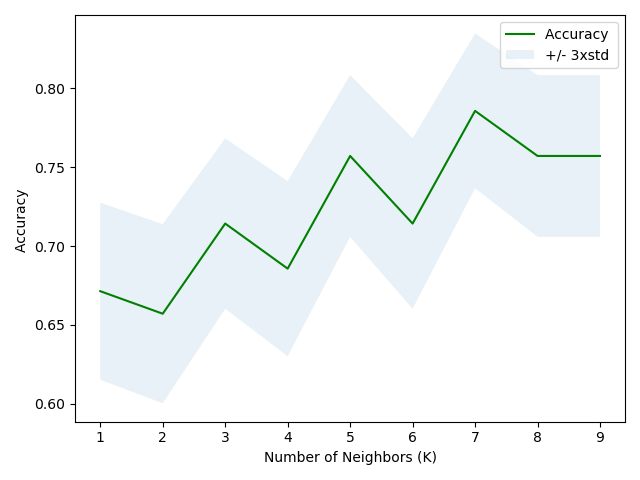 Accuracy
+/- 3xstd
0.80
0.75
0.70
0.65
0.60
Accuracy
1 2 3 4 5 6 7 8 9
Number of Neighbors (K)